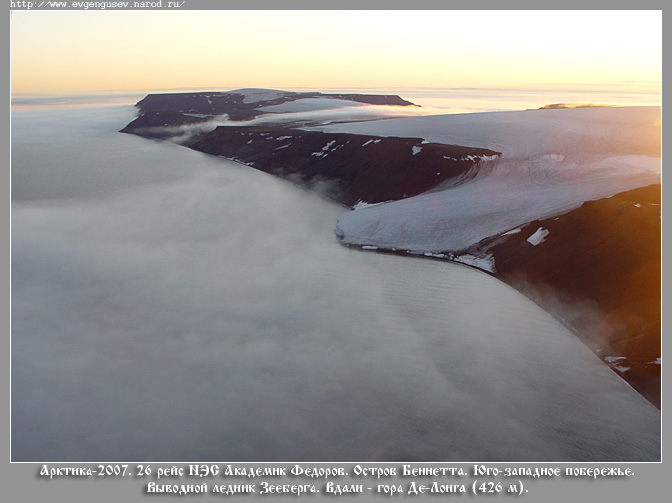 http://www.evgengusev.narod.ru/
Арктика-2007. 26 рейс НЭС Академик Федоров. Остров Беннетта. Юго-западное побережье.
Выводной ледник Зееберга. Вдали - гора Де-Лонга (426 м).